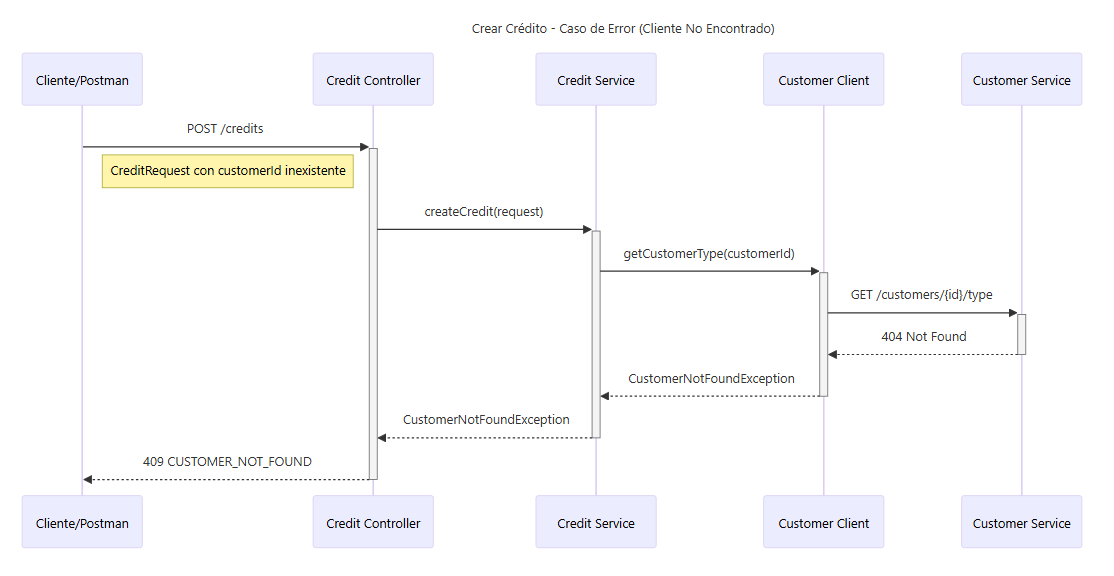 Crear Crédito - Caso de Error (Cliente No Encontrado)
Cliente/Postman
Credit Controller
Credit Service
Customer Client
Customer Service
POST /credits
CreditRequest con customerId inexistente
createCredit(request)
getCustomerType(customerId)
GET /customers/{id}/type
404 Not Found
CustomerNotFoundException
CustomerNotFoundException
409 CUSTOMER_NOT_FOUND
Cliente/Postman
Credit Controller
Credit Service
Customer Client
Customer Service